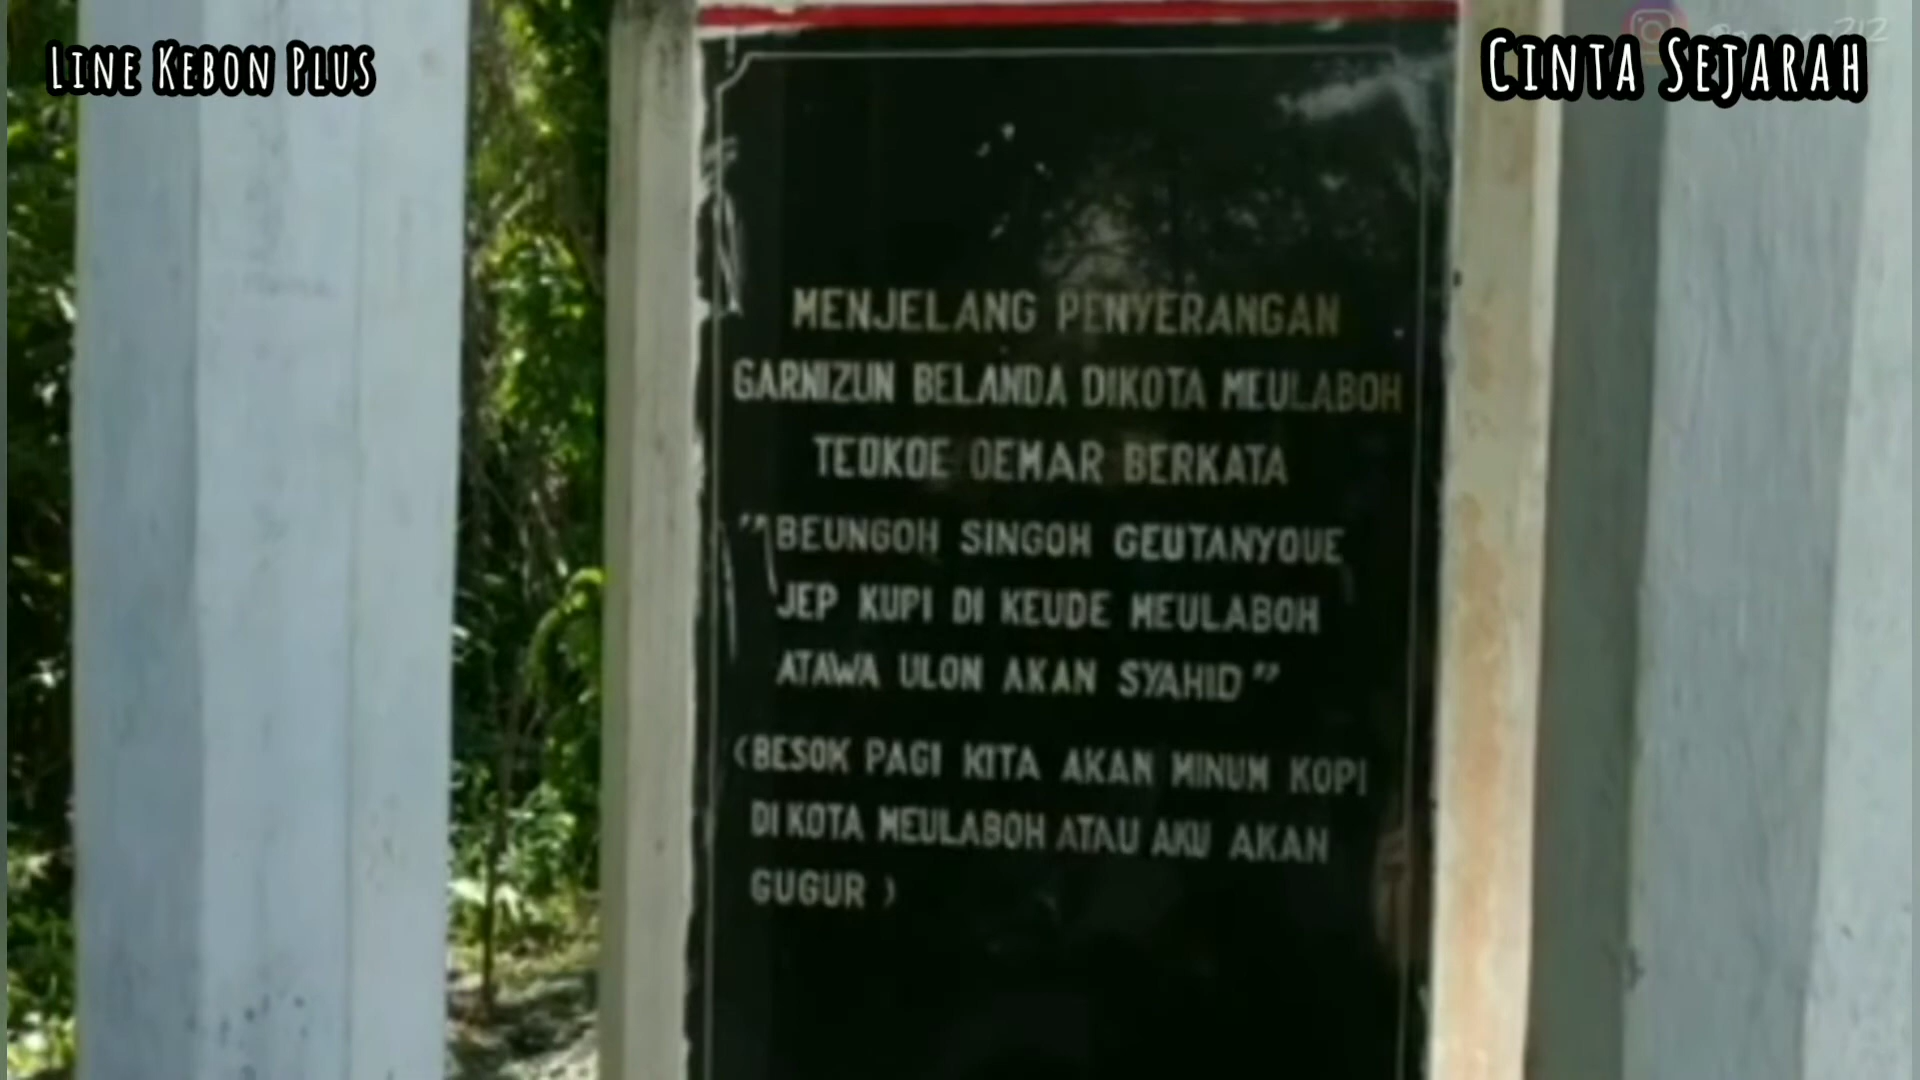 Line Kebon Plus
Cinta Sejarah
MENJELANG PENYERANGAN
GARNIZUN BELANDA DIKOTA MEULABOH
TEOKOE OEMAR BERKATA
"BEUNGOH SINGOH GEUTANYOUE
JEP KUPI DI KEUDE MEULABOH
ATAWA ULON AKAN SYAHID"
(BESOK PAGI KITA AKAN MINUM KOPI
DI KOTA MEULABOH ATAU AKU AKAN
GUGUR)